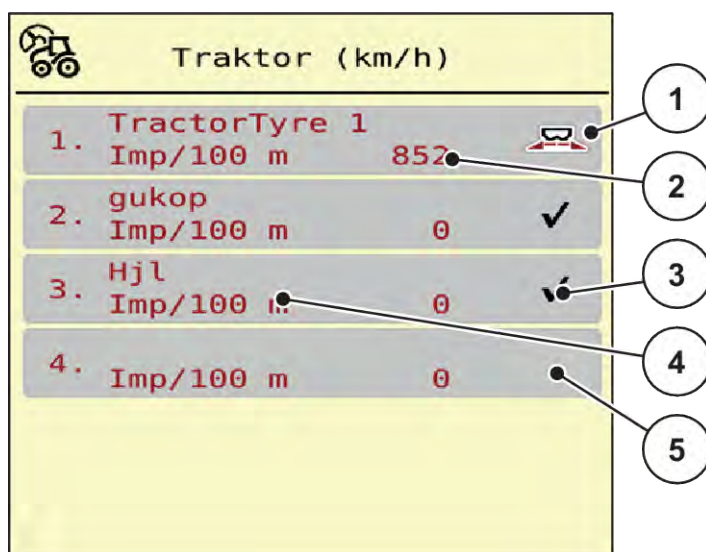 Traktor (km/h)
1. TractorTyre 1
Imp/100 m 852
2. gukop
Imp/100 m 0
3. Hjl
Imp/100 m 0
4.
Imp/100 m 0
1
2
3
4
5